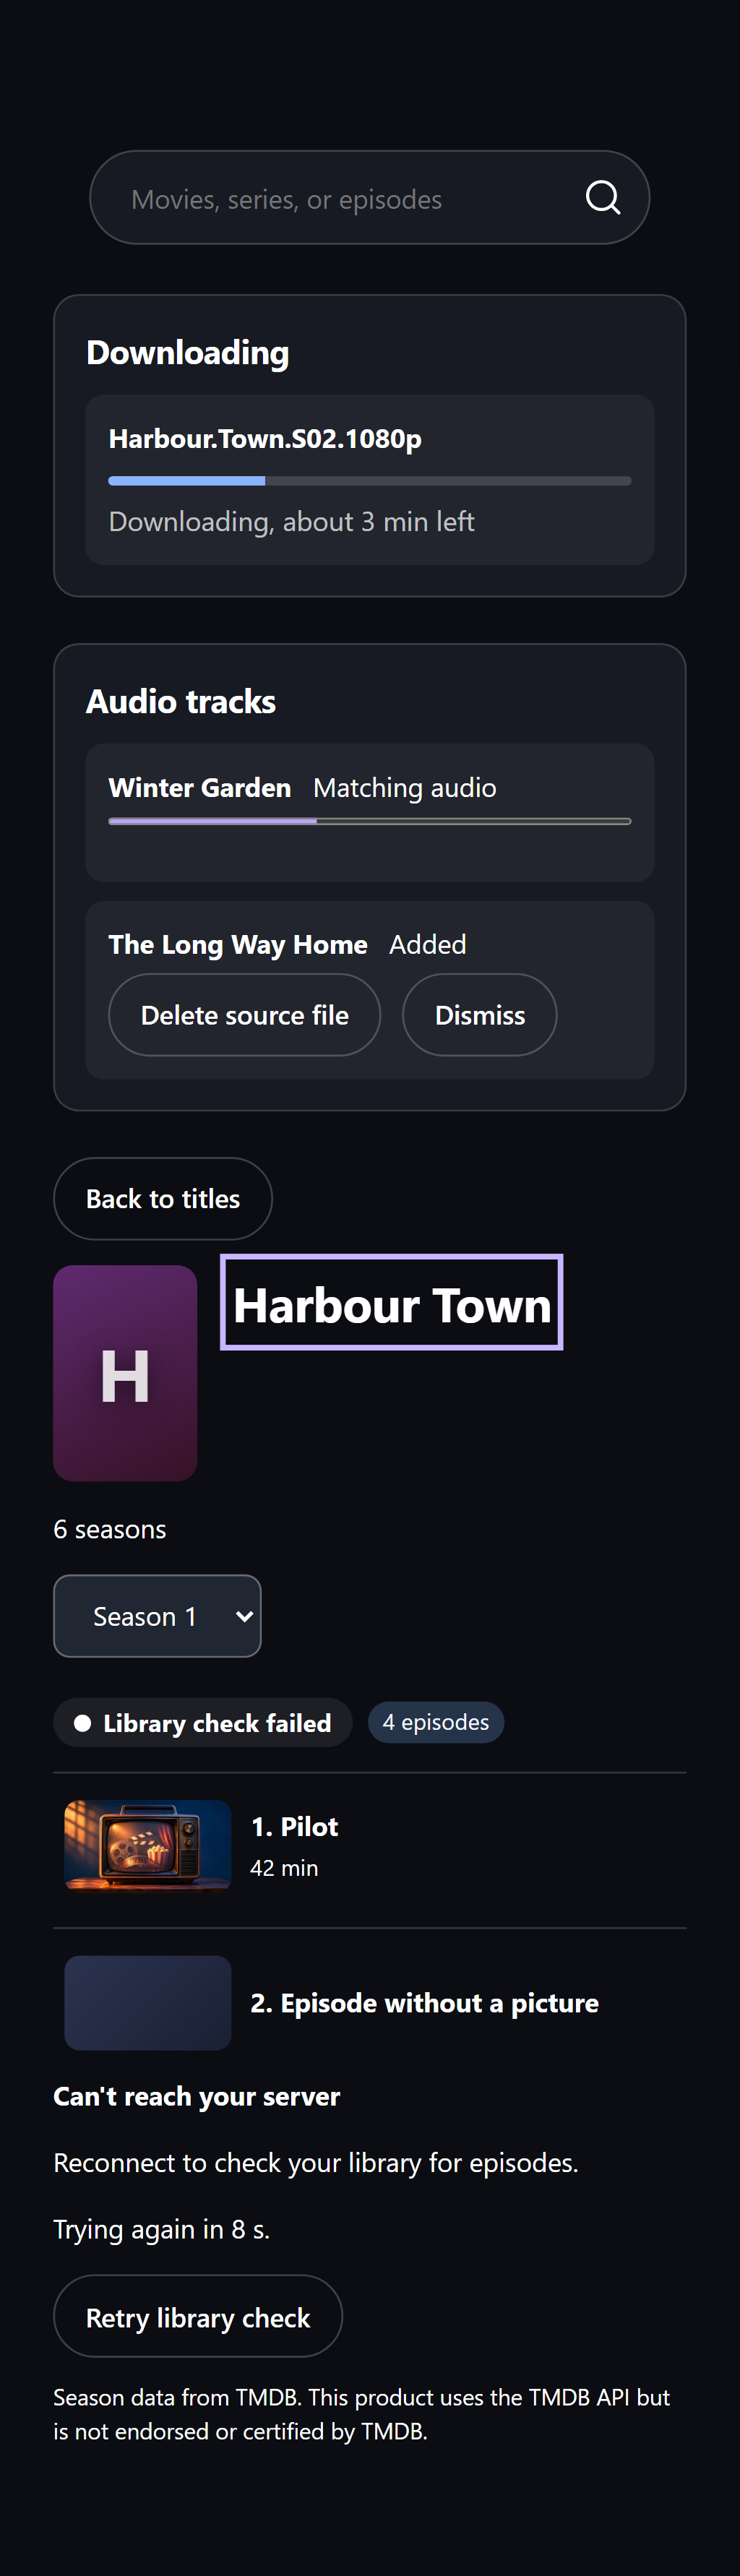 Movies, series, or episodes
Downloading
Harbour.Town.S02.1080p
Downloading, about 3 min left
Audio tracks
Winter Garden Matching audio
The Long Way Home Added
Delete source file Dismiss
Back to titles
Harbour Town
H
6 seasons
Season 1
Library check failed 4 episodes
1. Pilot
42 min
2. Episode without a picture
Can't reach your server
Reconnect to check your library for episodes.
Trying again in 8 s.
Retry library check
Season data from TMDB. This product uses the TMDB API but
is not endorsed or certified by TMDB.